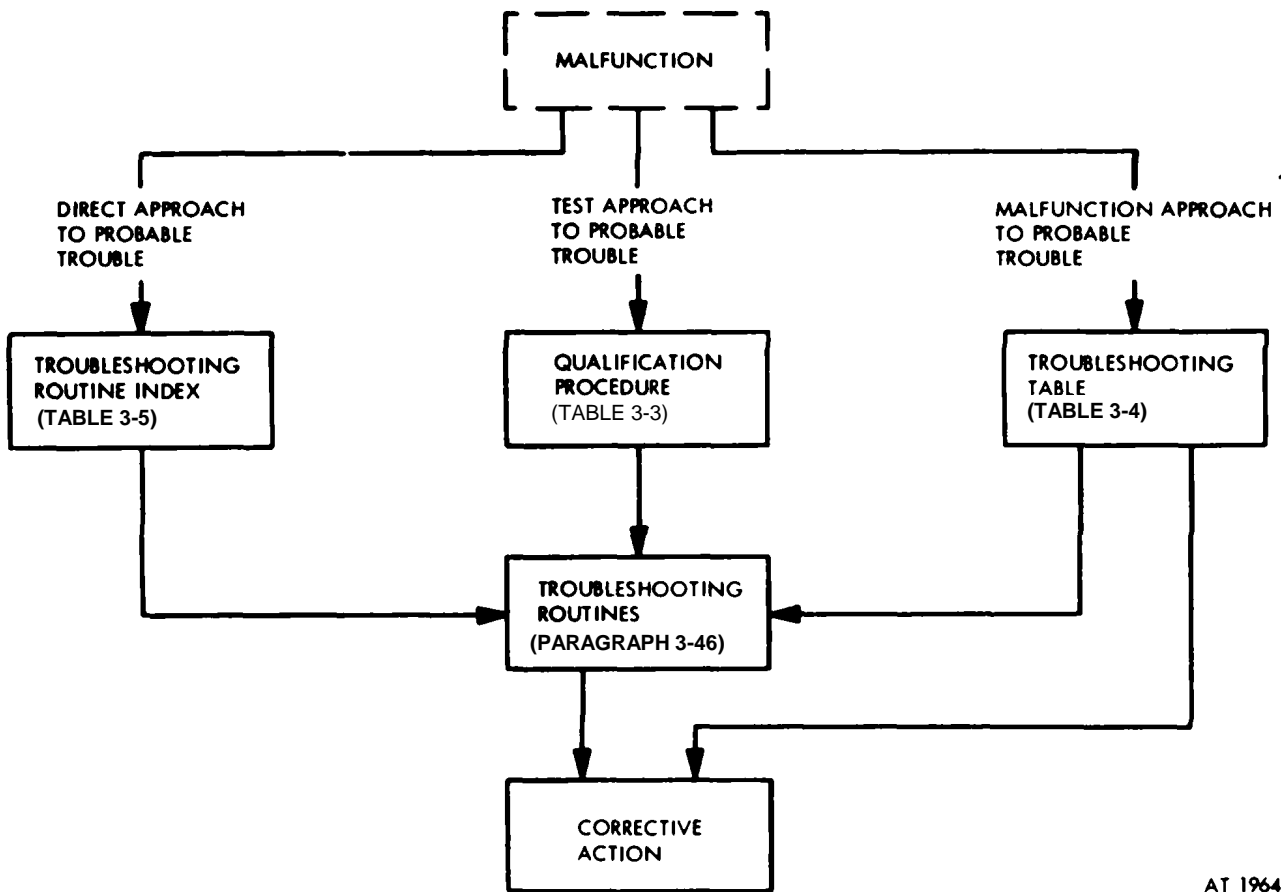 MALFUNCTION
DIRECT APPROACH
TO PROBABLE
TROUBLE
TEST APPROACH
TO PROBABLE
TROUBLE
MALFUNCTION APPROACH
TO PROBABLE
TROUBLE
TROUBLESHOOTING
ROUTINE INDEX
(TABLE 3-5)
QUALIFICATION
PROCEDURE
(TABLE 3-3)
TROUBLESHOOTING
TABLE
(TABLE 3-4)
TROUBLESHOOTING
ROUTINES
(PARAGRAPH 3-46)
CORRECTIVE
ACTION
AT 1964